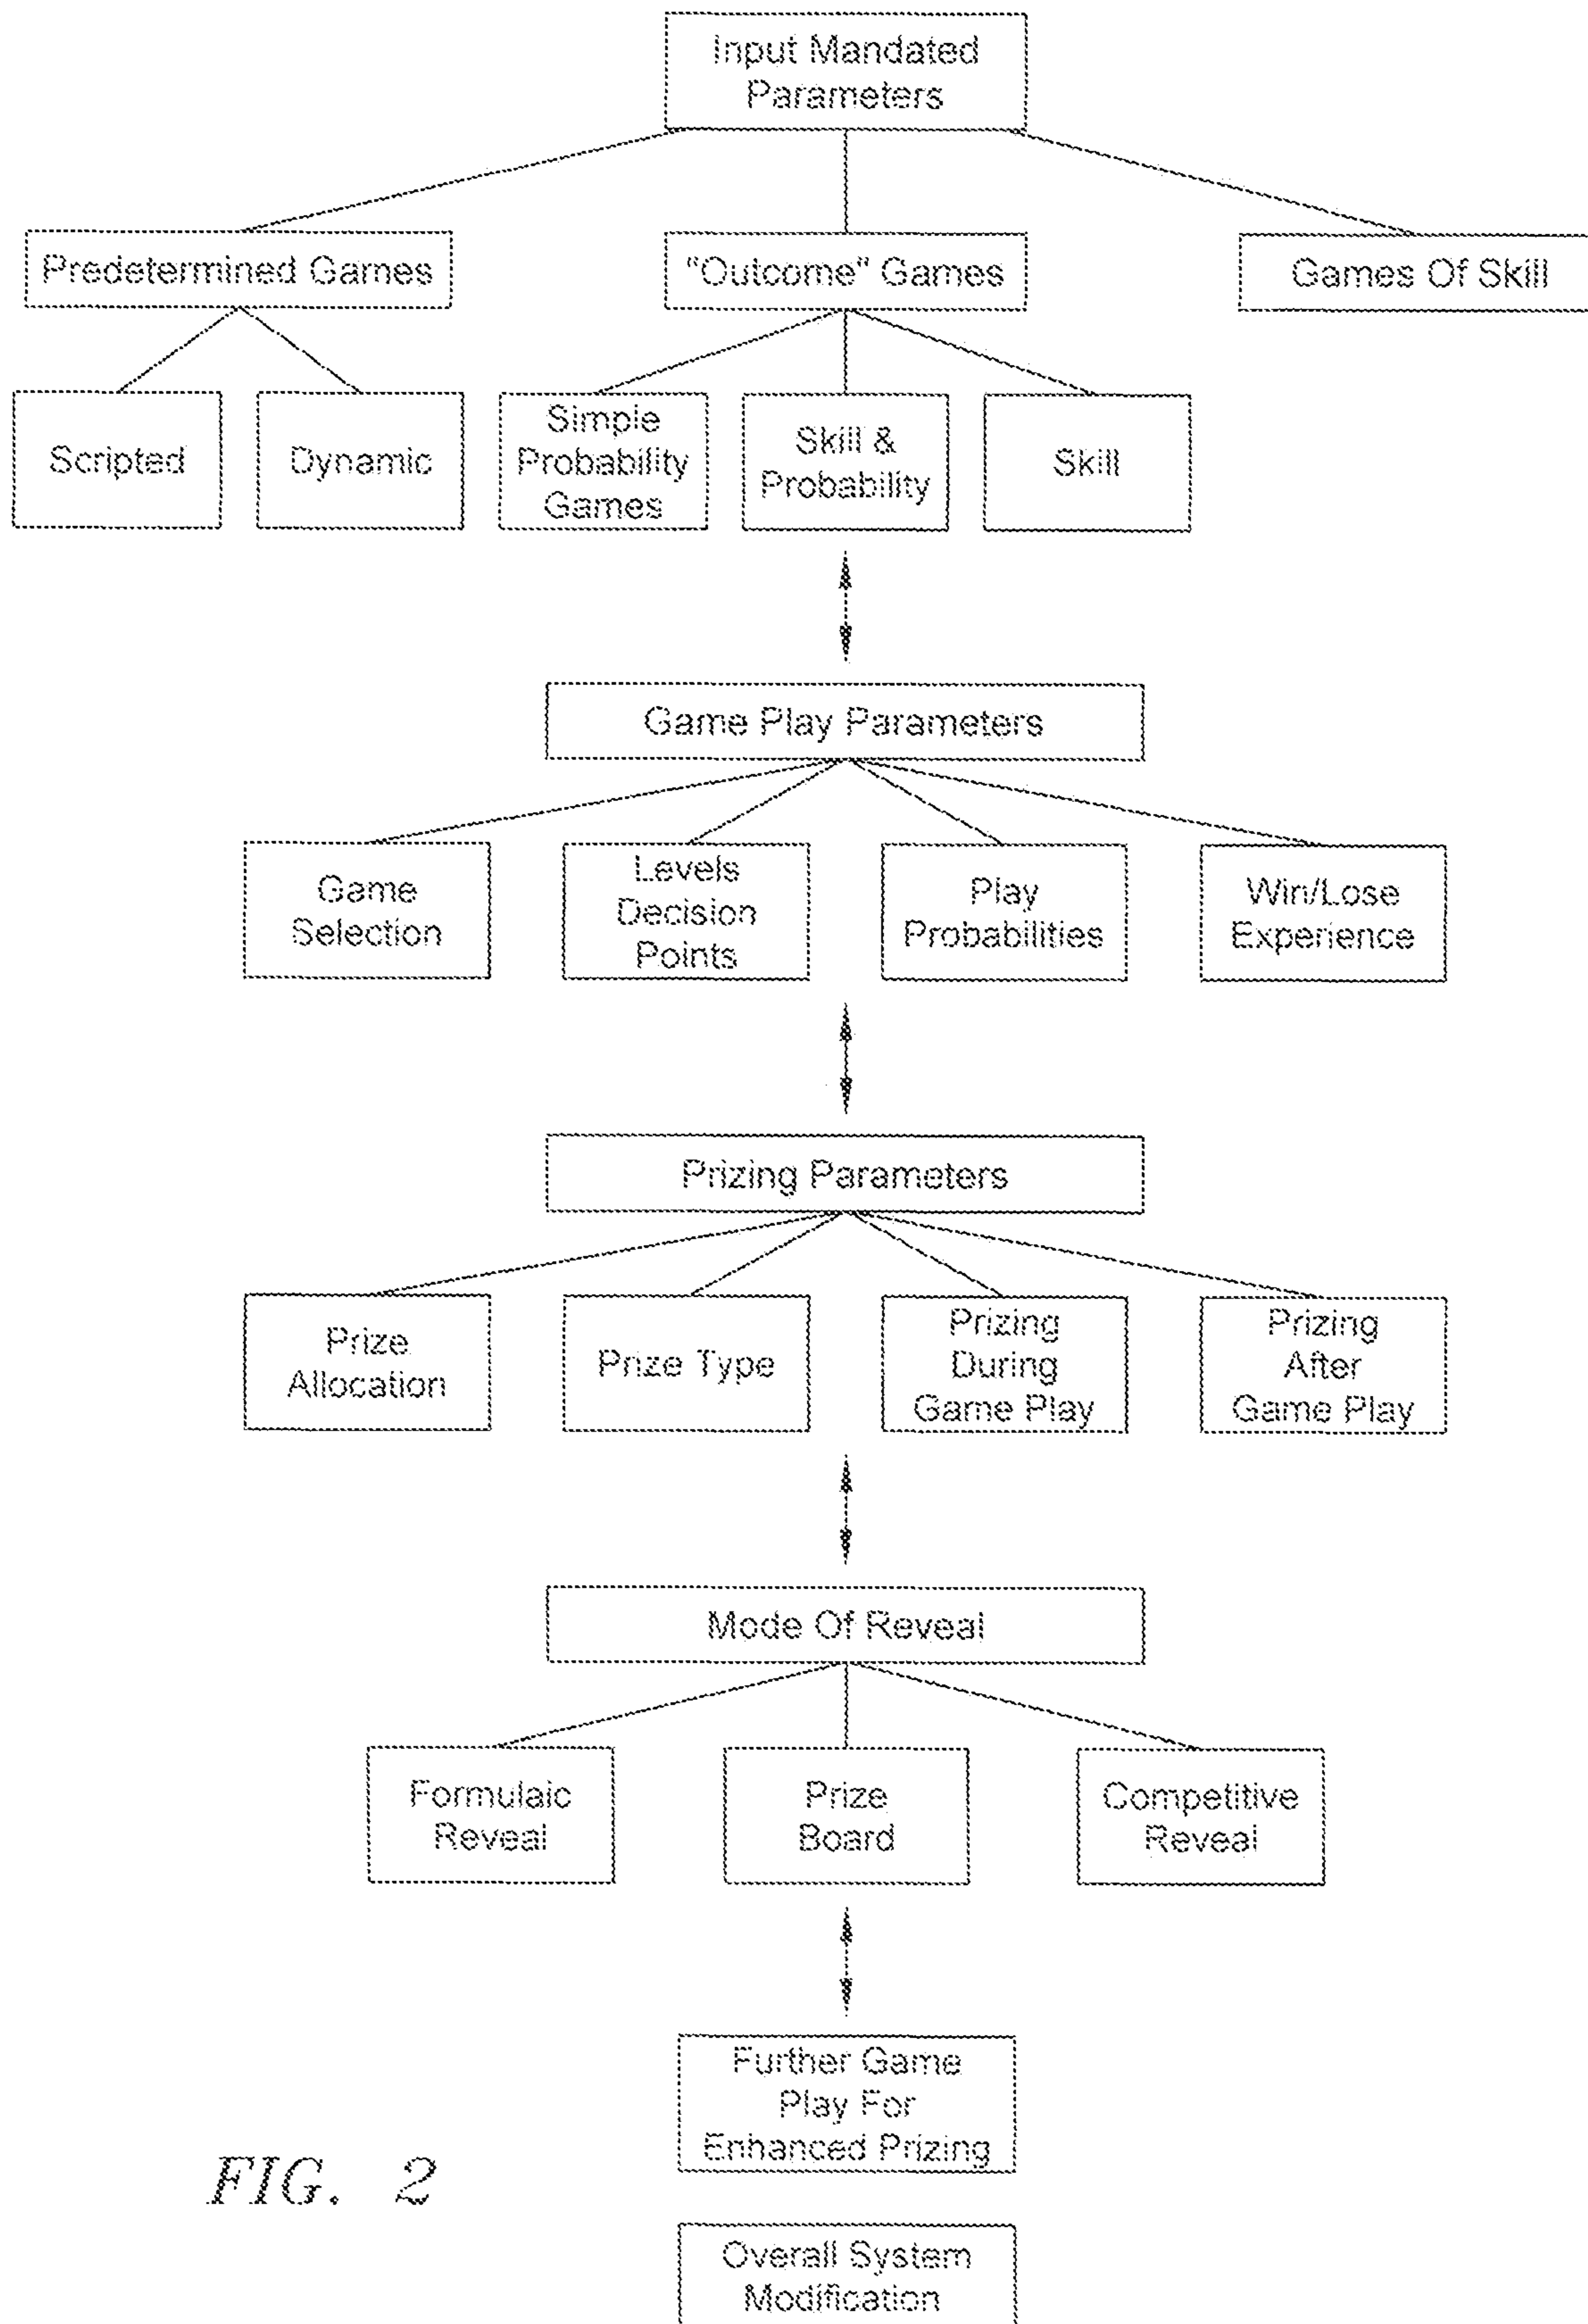 Input Mandated
Parameters
Predetermined Games
"Outcome" Games
Games Of Skill
Scripted
Dynamic
Simple
Probability
Games
Skill &
Probability
Skill
Game Play Parameters
Game
Selection
Levels
Decision
Points
Play
Probabilities
Win/Lose
Experience
Prizing Parameters
Prize
Allocation
Prize Type
Prizing
During
Game Play
Prizing
After
Game Play
Mode Of Reveal
Formulaic
Reveal
Prize
Board
Competitive
Reveal
Further Game
Play For
Enhanced Prizing
FIG. 2
Overall System
Modification